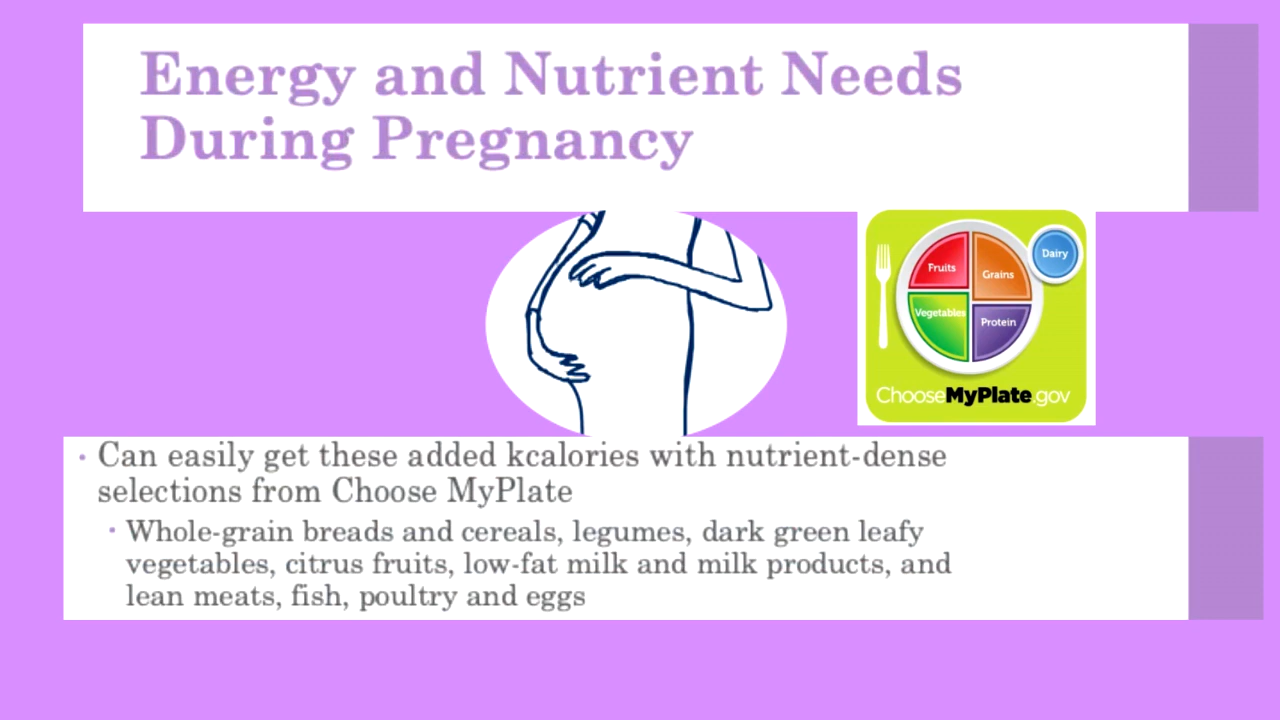 Energy and Nutrient Needs
During Pregnancy
Fruits
Grains
Dairy
Vegetables
Protein
ChooseMyPlate.gov
• Can easily get these added kcalories with nutrient-dense
selections from Choose MyPlate
• Whole-grain breads and cereals, legumes, dark green leafy
vegetables, citrus fruits, low-fat milk and milk products, and
lean meats, fish, poultry and eggs